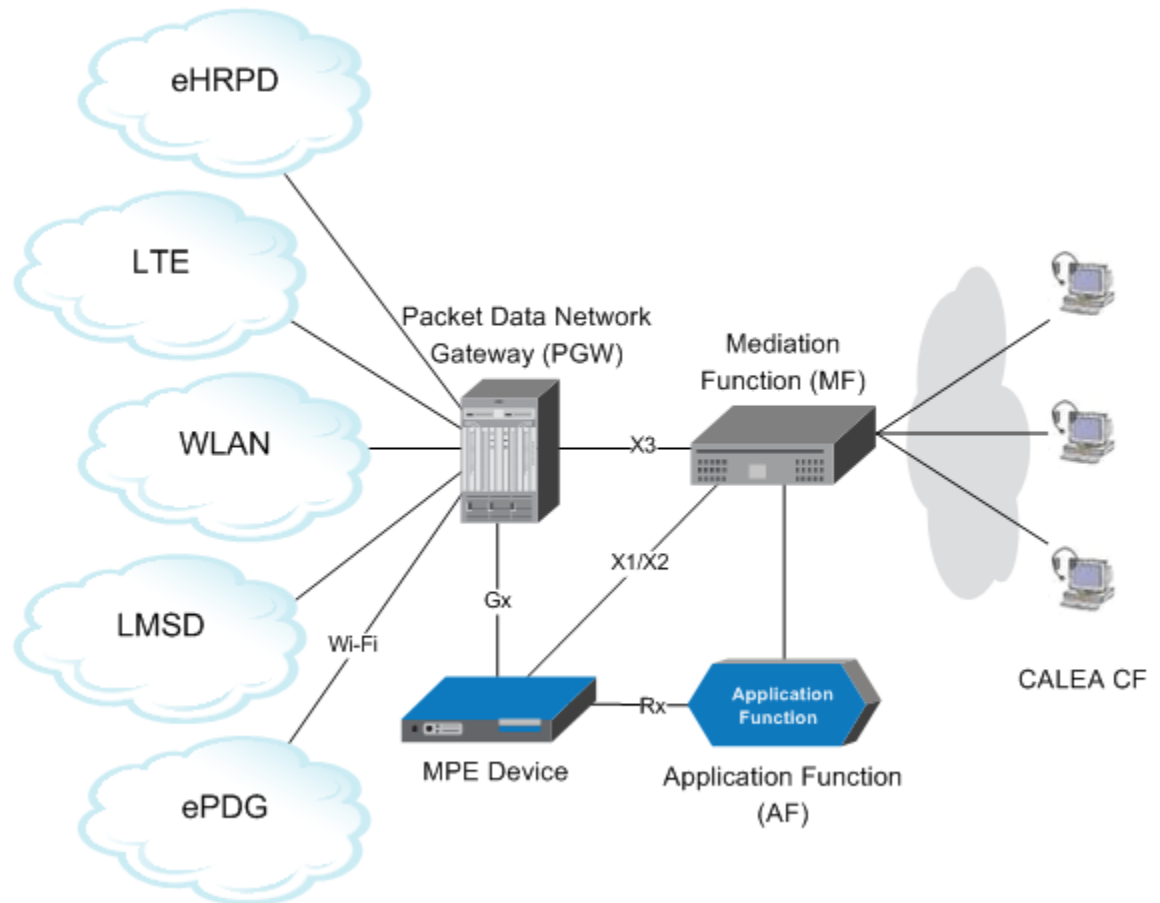 eHRPD
LTE
WLAN
LMSD
ePDG
Wi-Fi
Packet Data Network
Gateway (PGW)
X3
Mediation
Function (MF)
X1/X2
Gx
Rx
MPE Device
Application
Function
Application Function
(AF)
CALEA CF